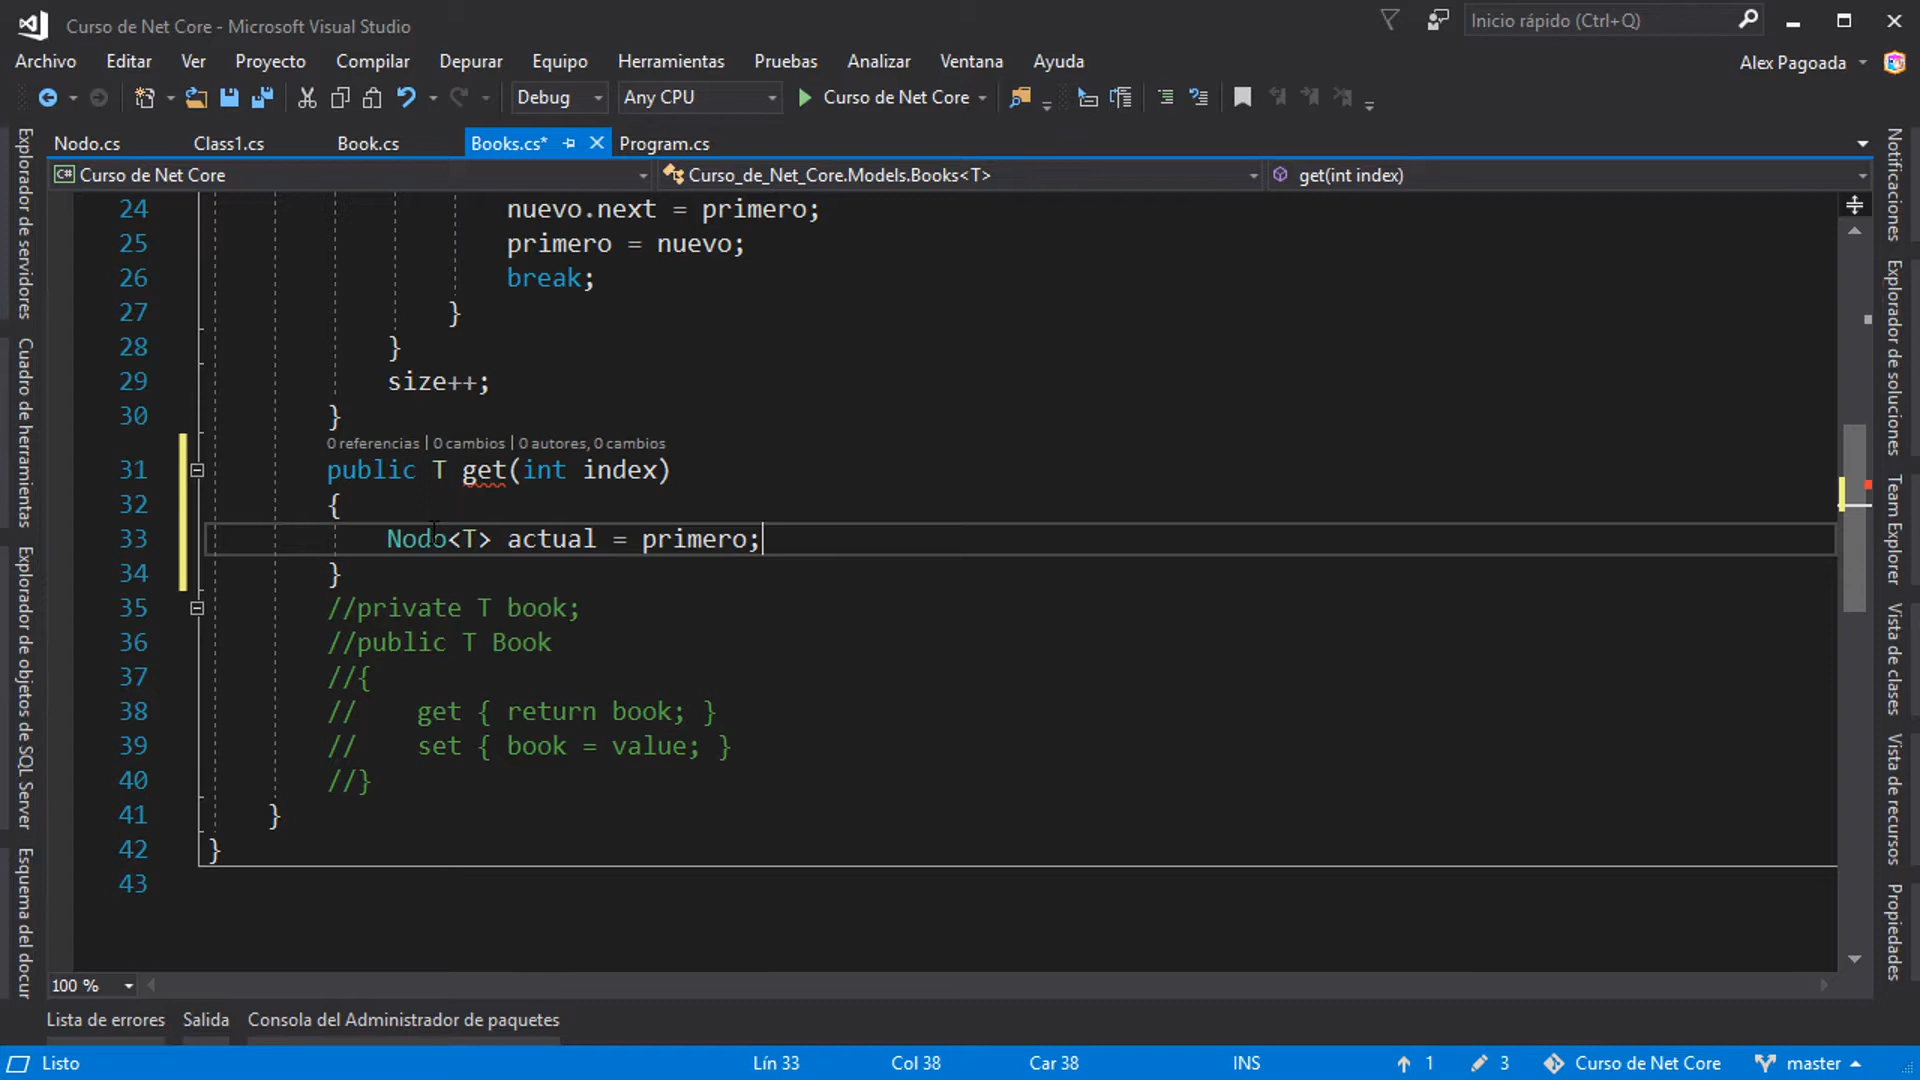 Curso de Net Core - Microsoft Visual Studio
Inicio rápido (Ctrl+Q)
Archivo Editar Ver Proyecto Compilar Depurar Equipo Herramientas Pruebas Analizar Ventana Ayuda
Alex Pagoada
Debug Any CPU Curso de Net Core
Nodo.cs Class1.cs Book.cs Books.cs* Program.cs
C# Curso de Net Core Curso_de_Net_Core.Models.Books<T> get(int index)
24 nuevo.next = primero;
25 primero = nuevo;
26 break;
27 }
28 }
29 size++;
30 }
0 referencias | 0 cambios | 0 autores, 0 cambios
31 public T get(int index)
32 {
33 Nodo<T> actual = primero;
34 }
35 //private T book;
36 //public T Book
37 //{
38 // get { return book; }
39 // set { book = value; }
40 //}
41 }
42 }
43
100 %
Lista de errores Salida Consola del Administrador de paquetes
Listo Lín 33 Col 38 Car 38 INS 1 3 Curso de Net Core master
Explorador de servidores
Cuadro de herramientas
Explorador de objetos de SQL Server
Esquema del docur
Notificaciones
Explorador de soluciones
Team Explorer
Vista de clases
Vista de recursos
Propiedades